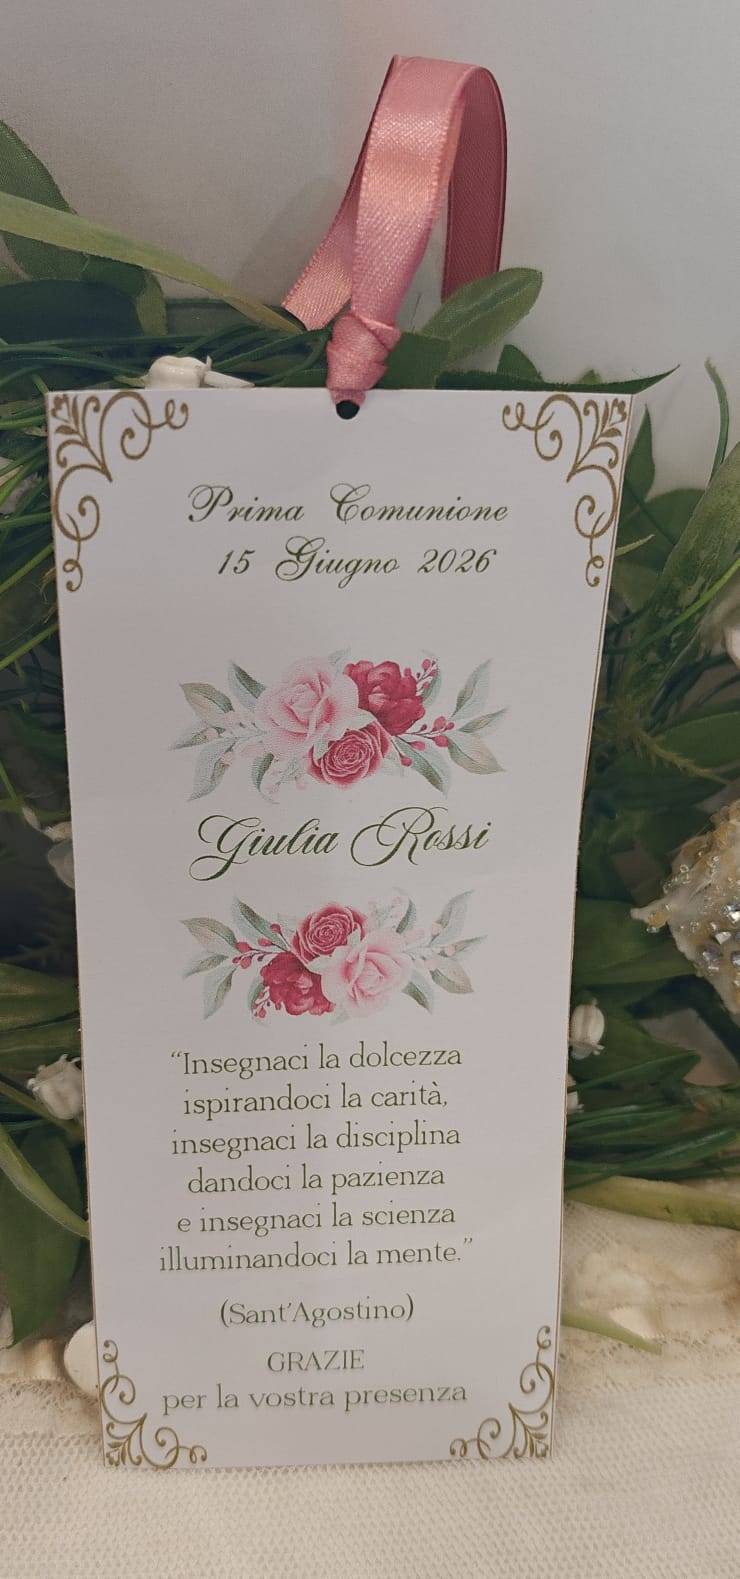 Prima Comunione
15 Giugno 2026
Giulia Rossi
“Insegnaci la dolcezza
ispirandoci la carità,
insegnaci la disciplina
dandoci la pazienza
e insegnaci la scienza
illuminandoci la mente.”
(Sant’Agostino)
GRAZIE
per la vostra presenza